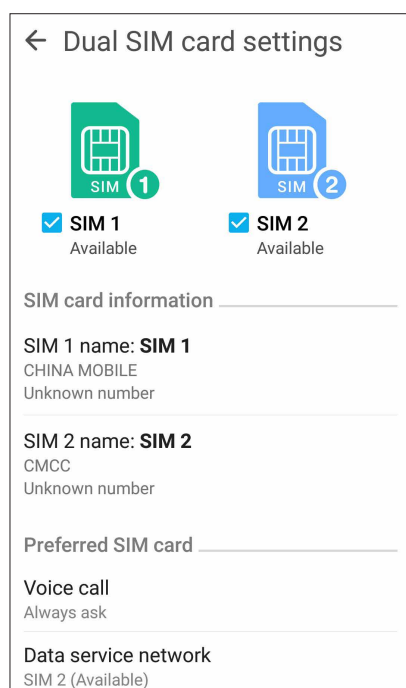 Dual SIM card settings
SIM 1
SIM 2
SIM 1
SIM 2
Available
Available
SIM card information
SIM 1 name: SIM 1
CHINA MOBILE
Unknown number
SIM 2 name: SIM 2
CMCC
Unknown number
Preferred SIM card
Voice call
Always ask
Data service network
SIM 2 (Available)